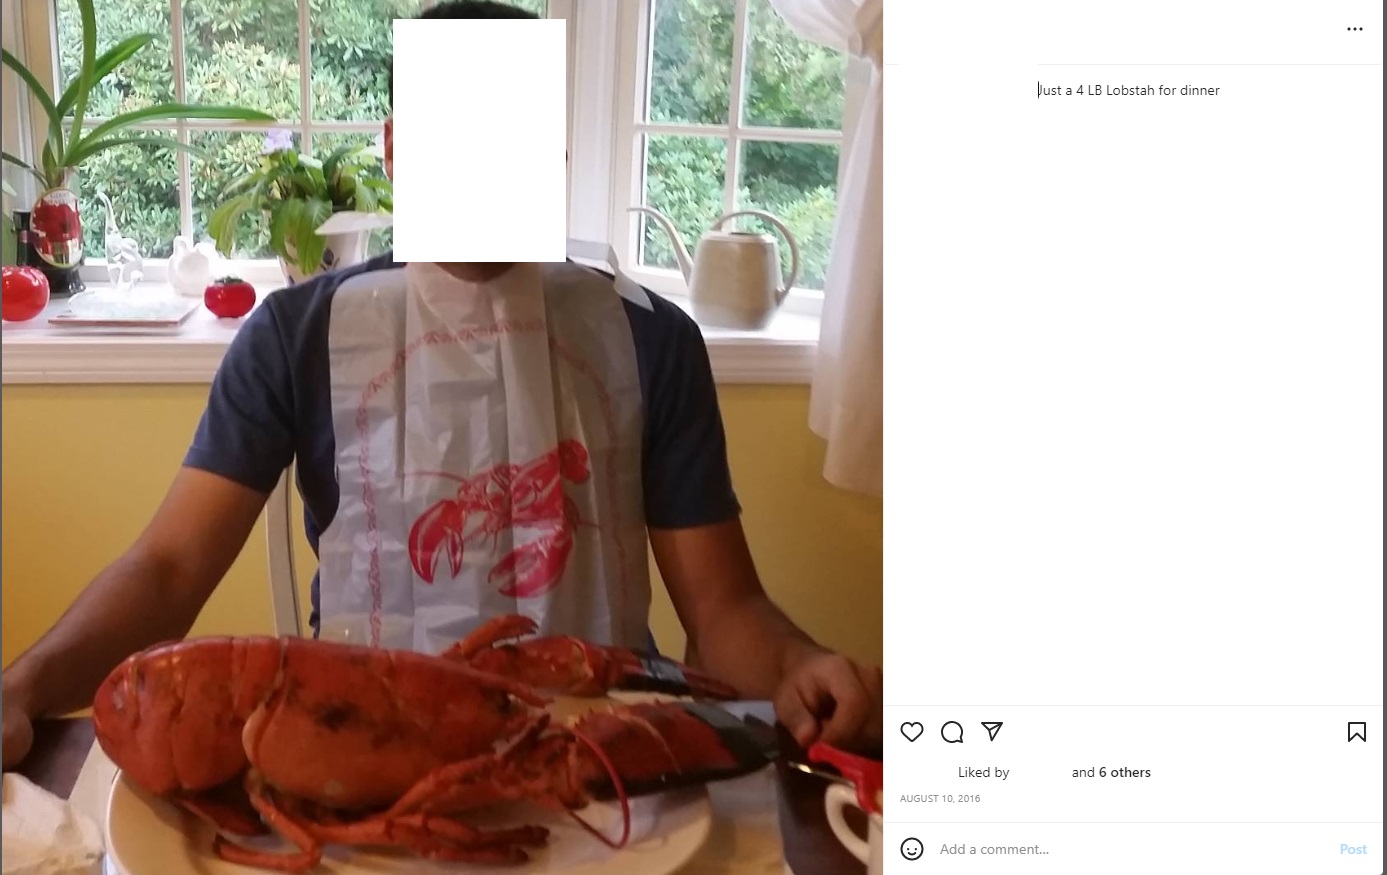 Just a 4 LB Lobstah for dinner
Liked by and 6 others
AUGUST 10, 2016
Add a comment...
Post